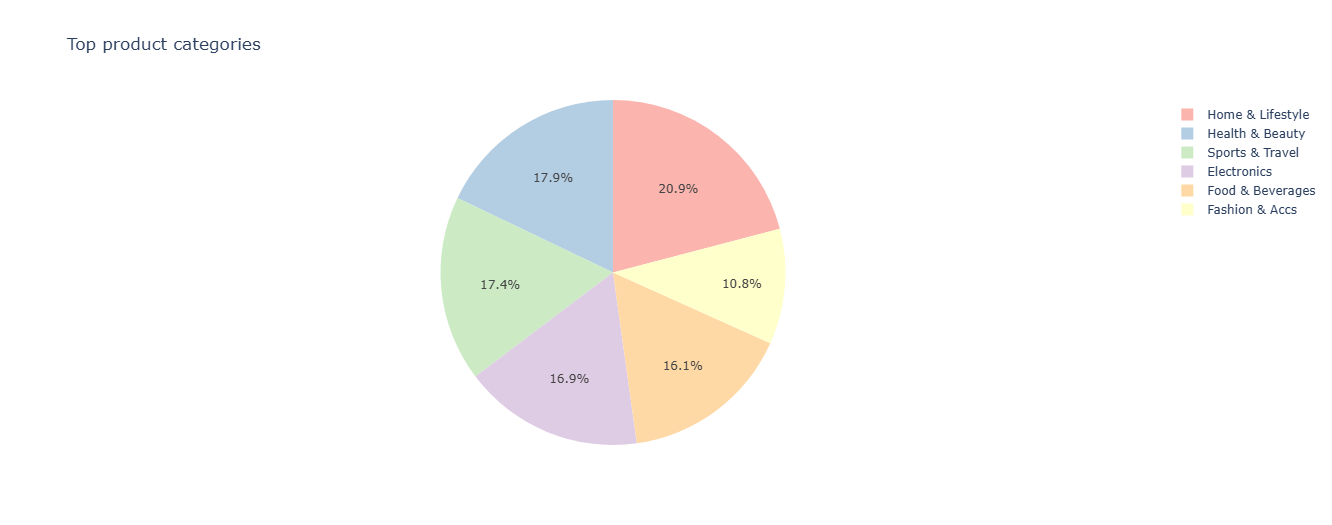 Top product categories
Home & Lifestyle
Health & Beauty
Sports & Travel
Electronics
Food & Beverages
Fashion & Accs
17.9%
20.9%
17.4%
10.8%
16.9%
16.1%